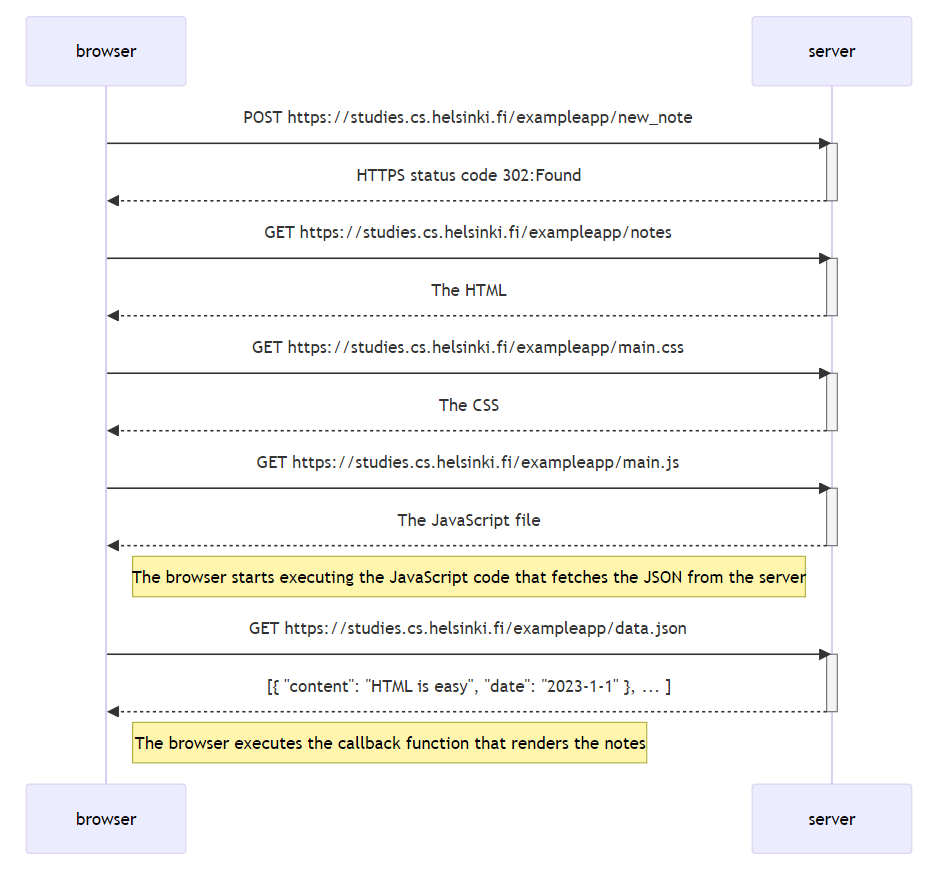 browser server
POST https://studies.cs.helsinki.fi/exampleapp/new_note
HTTPS status code 302:Found
GET https://studies.cs.helsinki.fi/exampleapp/notes
The HTML
GET https://studies.cs.helsinki.fi/exampleapp/main.css
The CSS
GET https://studies.cs.helsinki.fi/exampleapp/main.js
The JavaScript file
The browser starts executing the JavaScript code that fetches the JSON from the server
GET https://studies.cs.helsinki.fi/exampleapp/data.json
[{ "content": "HTML is easy", "date": "2023-1-1" }, ... ]
The browser executes the callback function that renders the notes
browser server